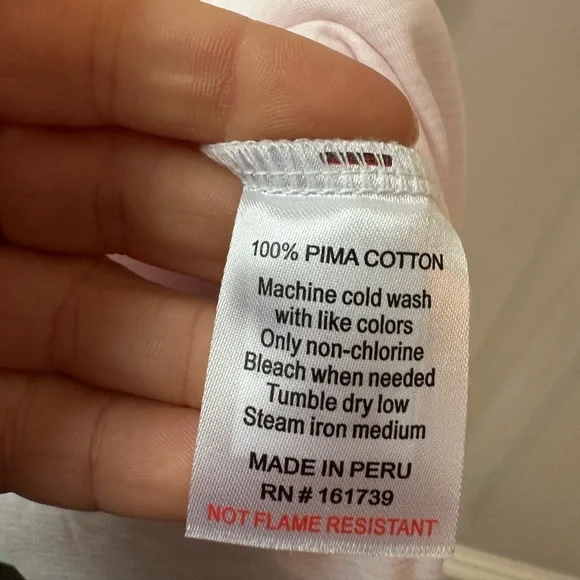 100% PIMA COTTON
Machine cold wash
with like colors
Only non-chlorine
Bleach when needed
Tumble dry low
Steam iron medium
MADE IN PERU
RN # 161739
NOT FLAME RESISTANT